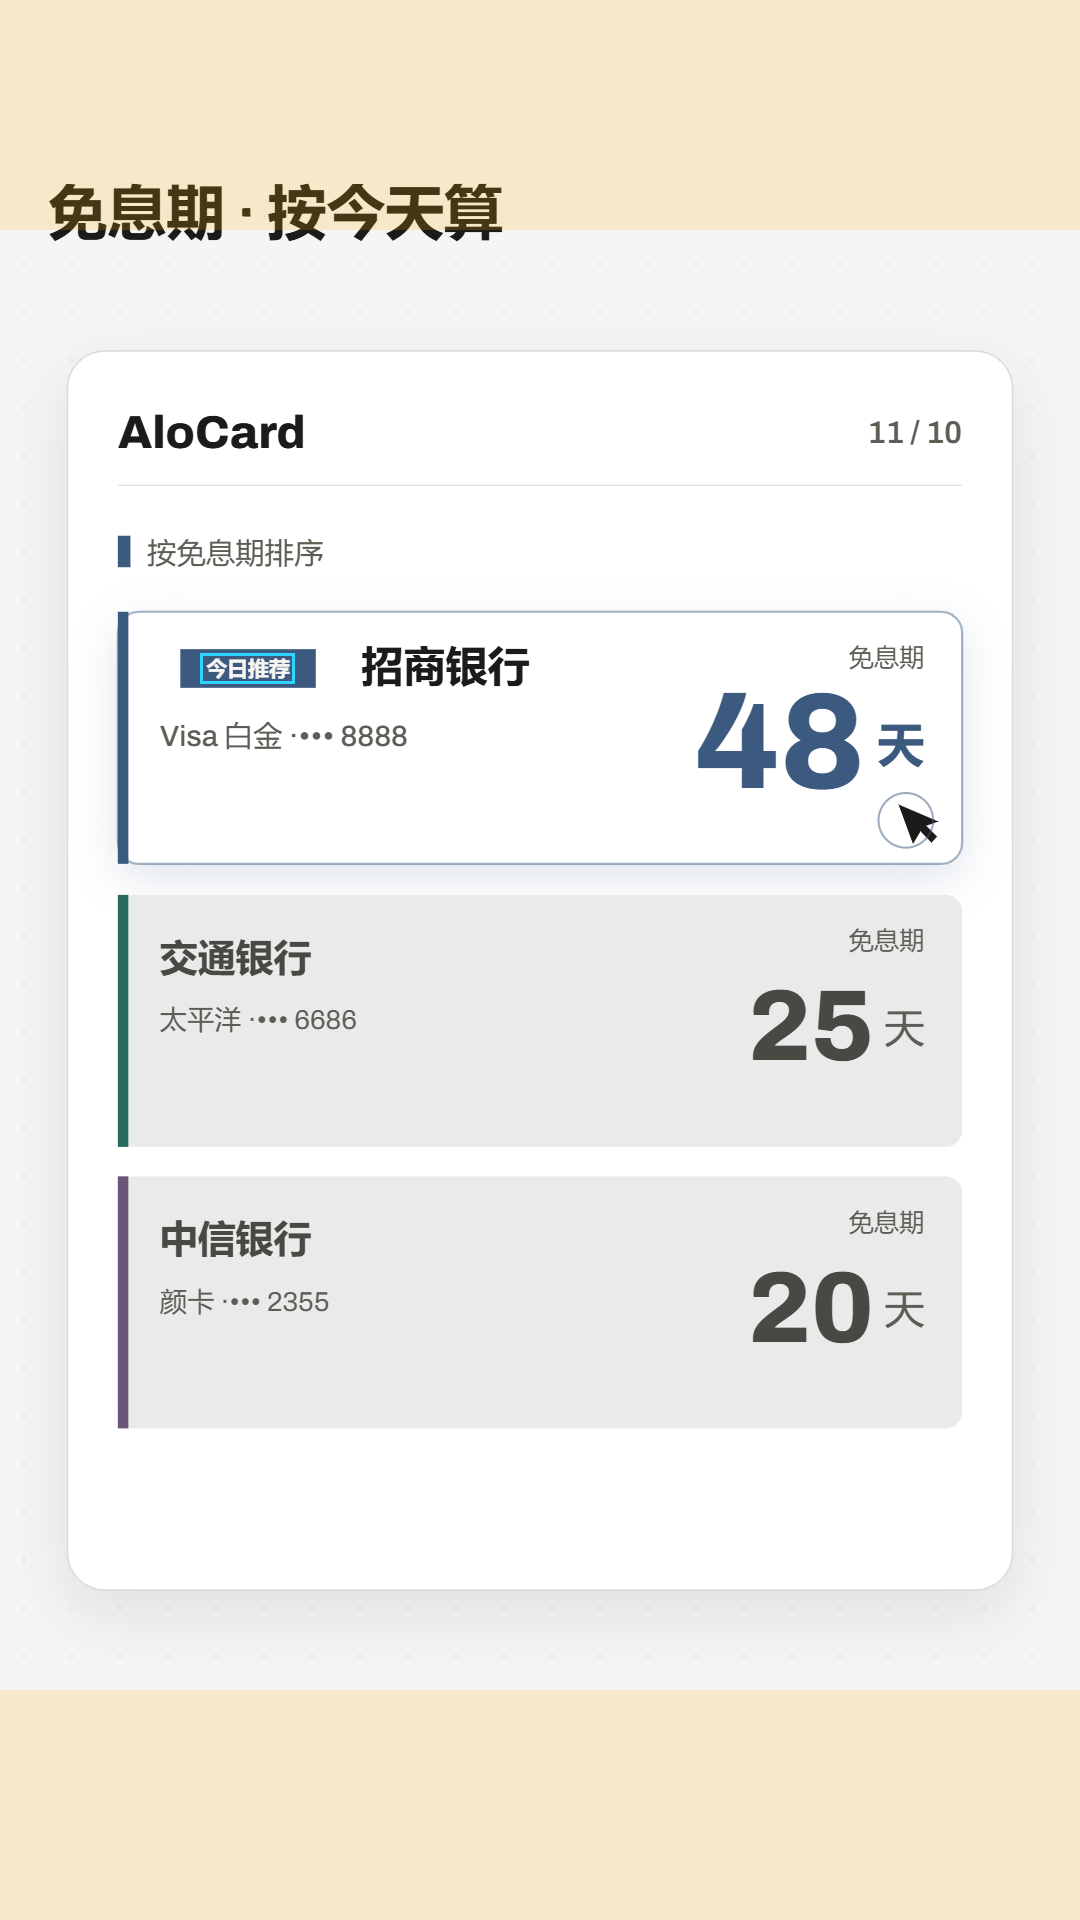 免息期 · 按今天算
AloCard
11 / 10
按免息期排序
今日推荐
招商银行
免息期
Visa 白金 ·••• 8888
48 天
交通银行
免息期
太平洋 ·••• 6686
25 天
中信银行
免息期
颜卡 ·••• 2355
20 天